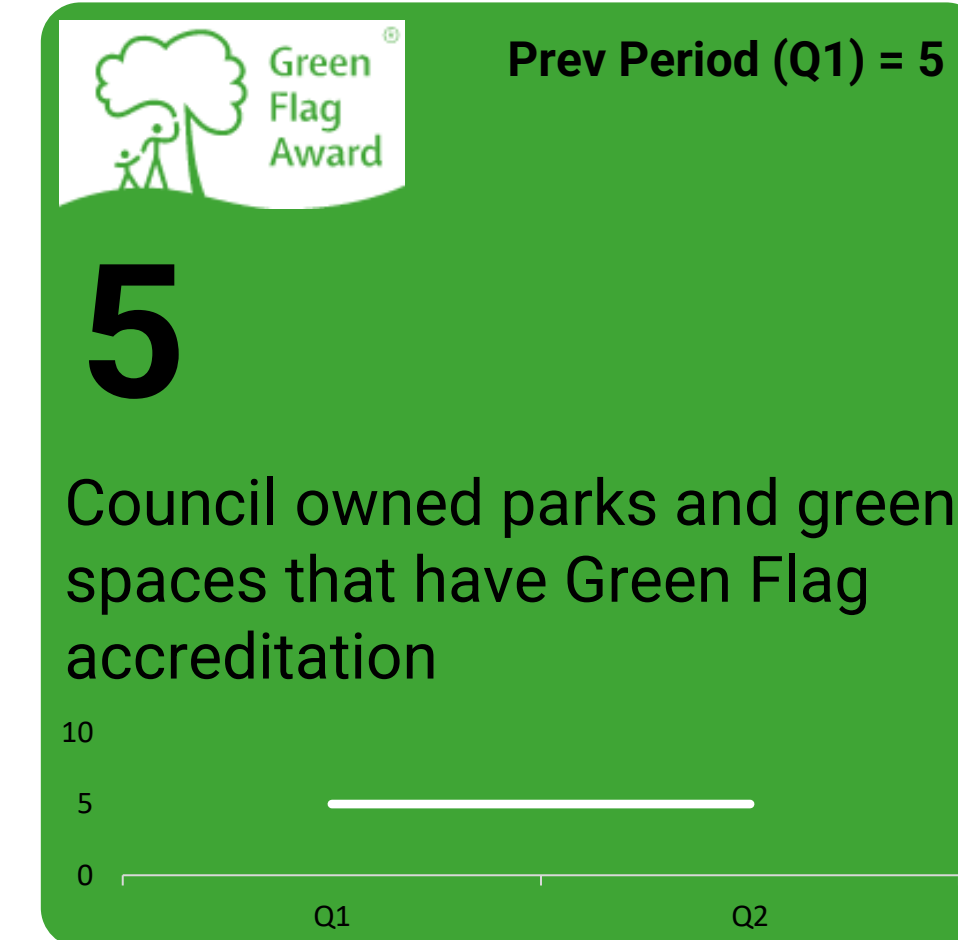 Green
Flag
Award
®
Prev Period (Q1) = 5
5
Council owned parks and green
spaces that have Green Flag
accreditation
10
5
0
Q1 Q2